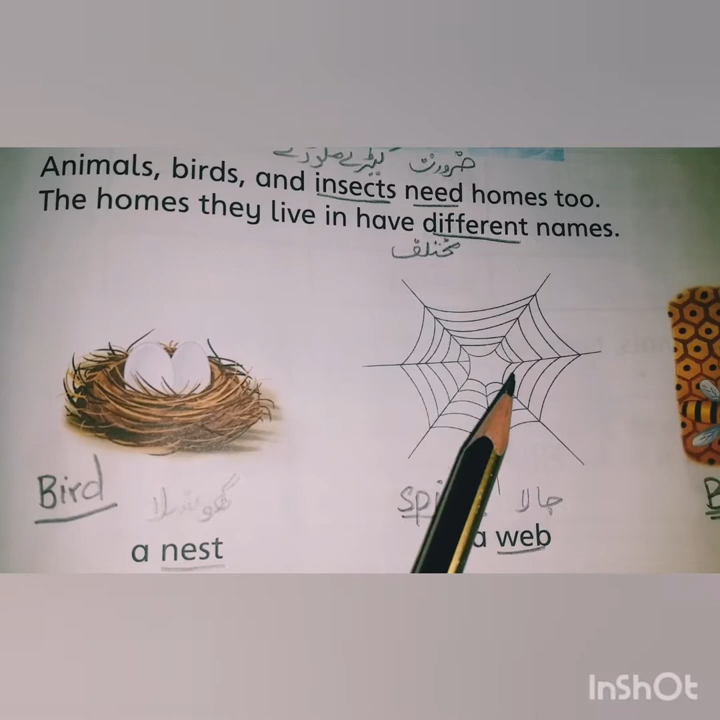 ضرورت کیڑے مکوڑے
Animals, birds, and insects need homes too.
The homes they live in have different names.
مختلف
Bird گھونسلا
a nest
جالا
a web
B
InShOt